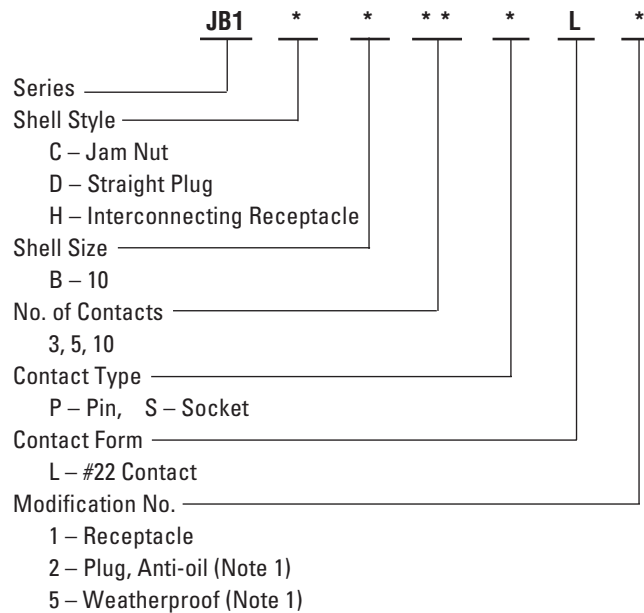 JB1 * * * * * L *
Series
Shell Style
C – Jam Nut
D – Straight Plug
H – Interconnecting Receptacle
Shell Size
B – 10
No. of Contacts
3, 5, 10
Contact Type
P – Pin, S – Socket
Contact Form
L – #22 Contact
Modification No.
1 – Receptacle
2 – Plug, Anti-oil (Note 1)
5 – Weatherproof (Note 1)